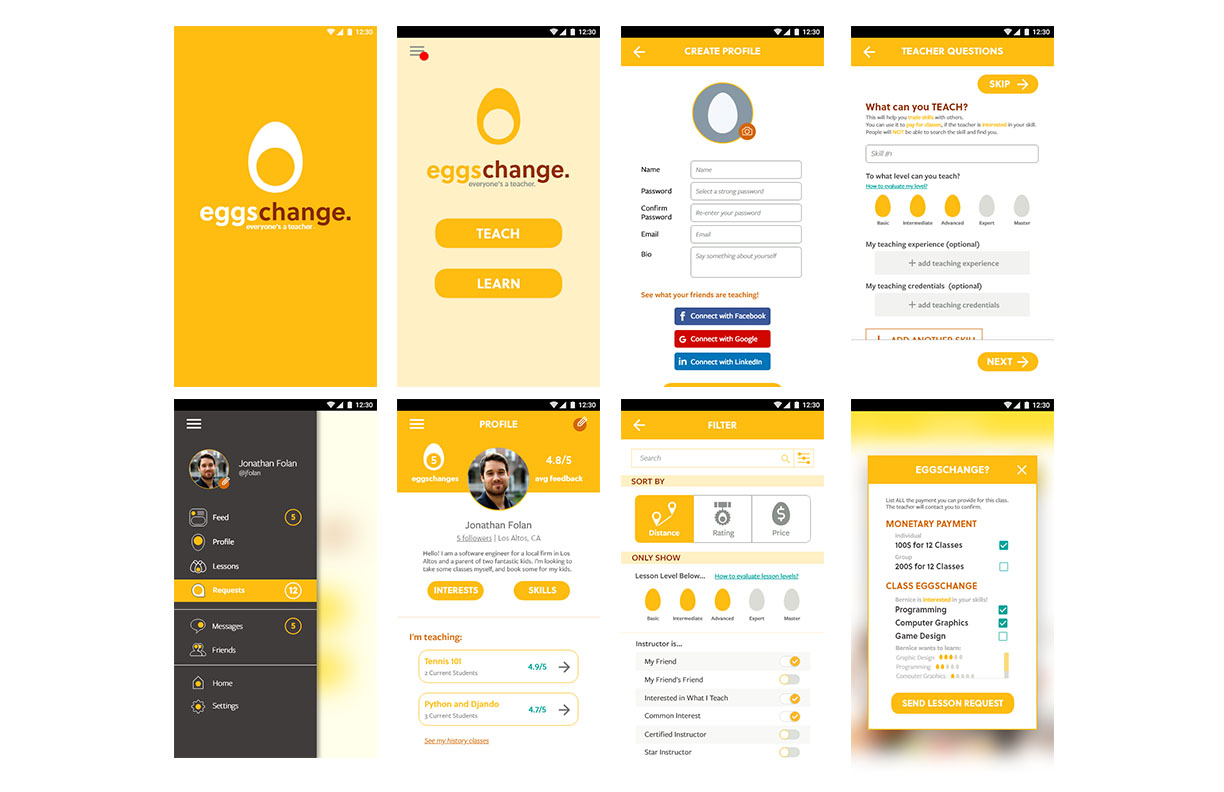 12:30
eggschange.
everyone's a teacher
12:30
eggschange.
everyone's a teacher.
TEACH
LEARN
12:30
CREATE PROFILE
Name
Name
Password
Select a strong password
Confirm
Password
Re-enter your password
Email
Email
Bio
Say something about yourself
See what your friends are teaching!
f Connect with Facebook
G Connect with Google
in Connect with LinkedIn
12:30
TEACHER QUESTIONS
SKIP
What can you TEACH?
This will help you trade skills with others.
You can use it to pay for classes, if the teacher is interested in your skill.
People will NOT be able to search the skill and find you.
Skill #1
To what level can you teach?
How to evaluate my level?
Basic Intermediate Advanced Expert Master
My teaching experience (optional)
+ add teaching experience
My teaching credentials (optional)
+ add teaching credentials
ADD ANOTHER SKILL
NEXT
12:30
Jonathan Folan
@jfolan
Feed 5
Profile
Lessons
Requests 12
Messages 5
Friends
Home
Settings
12:30
PROFILE
5
eggschanges
4.8/5
avg feedback
Jonathan Folan
5 followers | Los Altos, CA
Hello! I am a software engineer for a local firm in Los
Altos and a parent of two fantastic kids. I'm looking to
take some classes myself, and book some for my kids.
INTERESTS SKILLS
I'm teaching:
Tennis 101
2 Current Students
4.9/5
Python and Djando
3 Current Students
4.7/5
See my history classes
12:30
FILTER
Search
SORT BY
Distance Rating Price
$
ONLY SHOW
Lesson Level Below... How to evaluate lesson levels?
Basic Intermediate Advanced Expert Master
Instructor is...
My Friend
My Friend's Friend
Interested in What I Teach
Common Interest
Certified Instructor
Star Instructor
12:30
EGGSCHANGE?
List ALL the payment you can provide for this class.
The teacher will contact you to confirm.
MONETARY PAYMENT
Individual
100$ for 12 Classes
Group
200$ for 12 Classes
CLASS EGGSCHANGE
Bernice is interested in your skills!
Programming
Computer Graphics
Game Design
Bernice wants to learn:
Graphic Design
Programming
Computer Graphics
SEND LESSON REQUEST